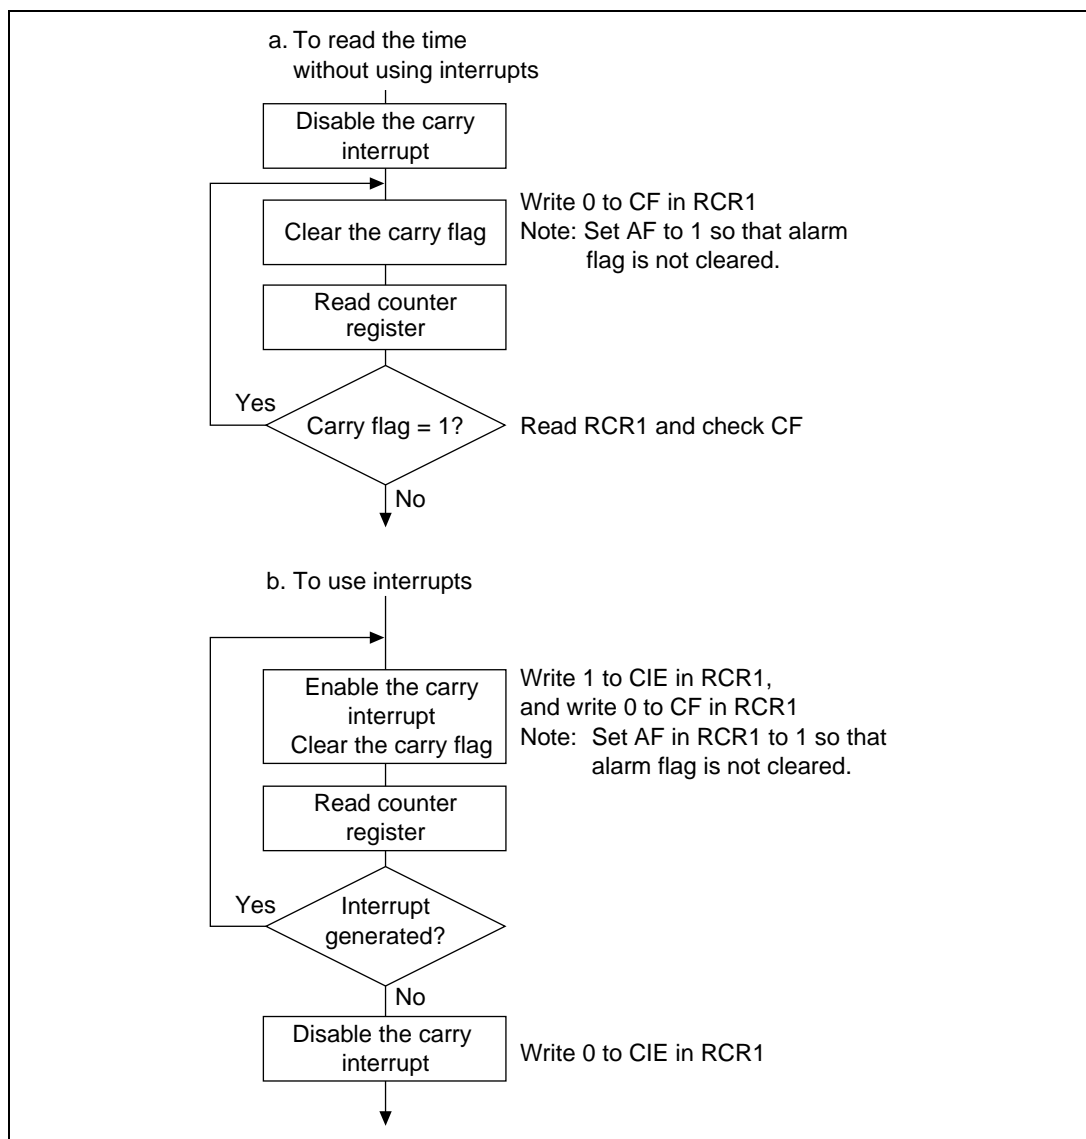 a. To read the time
without using interrupts
Disable the carry
interrupt
Clear the carry flag
Write 0 to CF in RCR1
Note: Set AF to 1 so that alarm
flag is not cleared.
Read counter
register
Yes
Carry flag = 1?
Read RCR1 and check CF
No
b. To use interrupts
Enable the carry
interrupt
Clear the carry flag
Write 1 to CIE in RCR1,
and write 0 to CF in RCR1
Note: Set AF in RCR1 to 1 so that
alarm flag is not cleared.
Read counter
register
Yes
Interrupt
generated?
No
Disable the carry
interrupt
Write 0 to CIE in RCR1